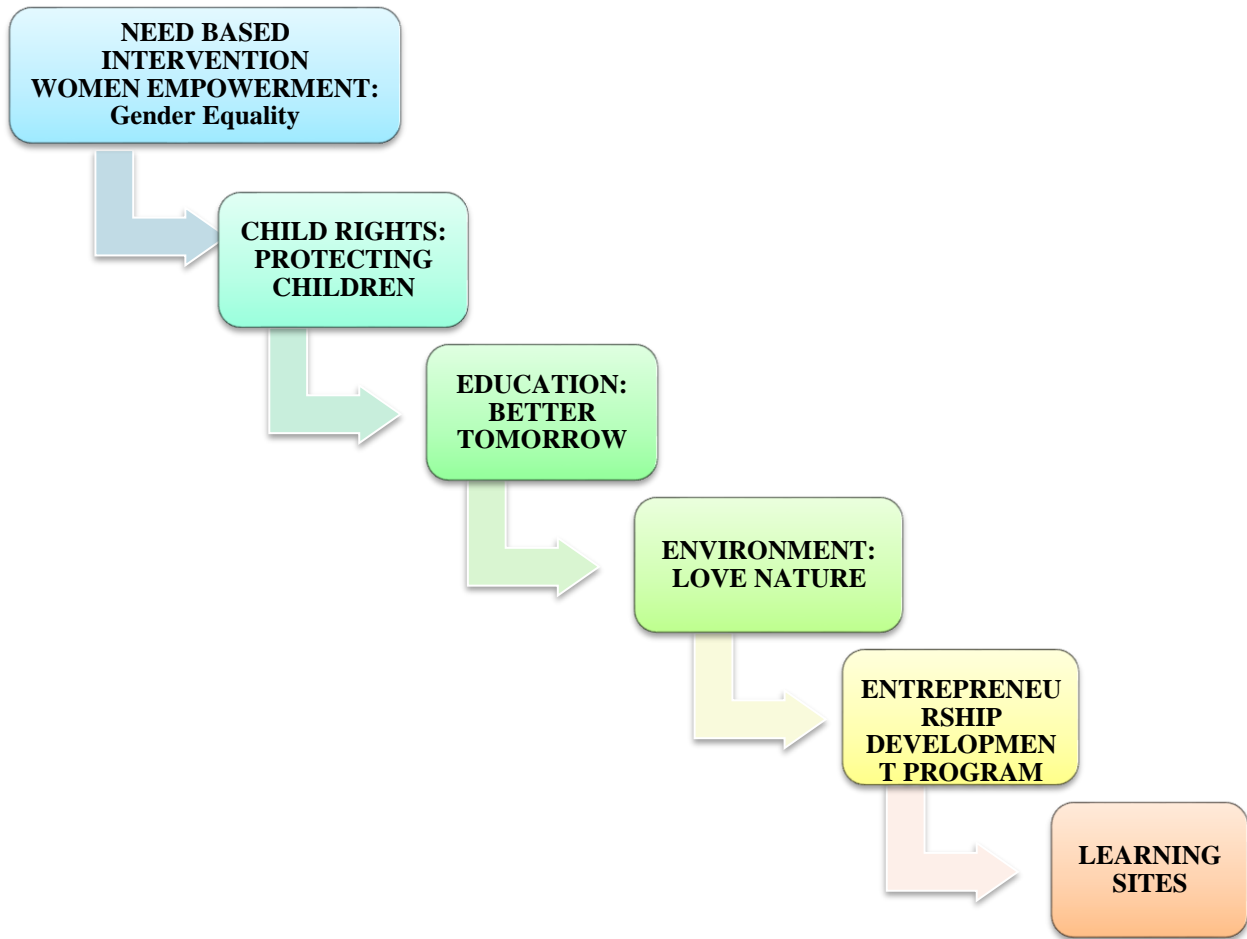 NEED BASED
INTERVENTION
WOMEN EMPOWERMENT:
Gender Equality
CHILD RIGHTS:
PROTECTING
CHILDREN
EDUCATION:
BETTER
TOMORROW
ENVIRONMENT:
LOVE NATURE
ENTREPRENEU
RSHIP
DEVELOPMEN
T PROGRAM
LEARNING
SITES